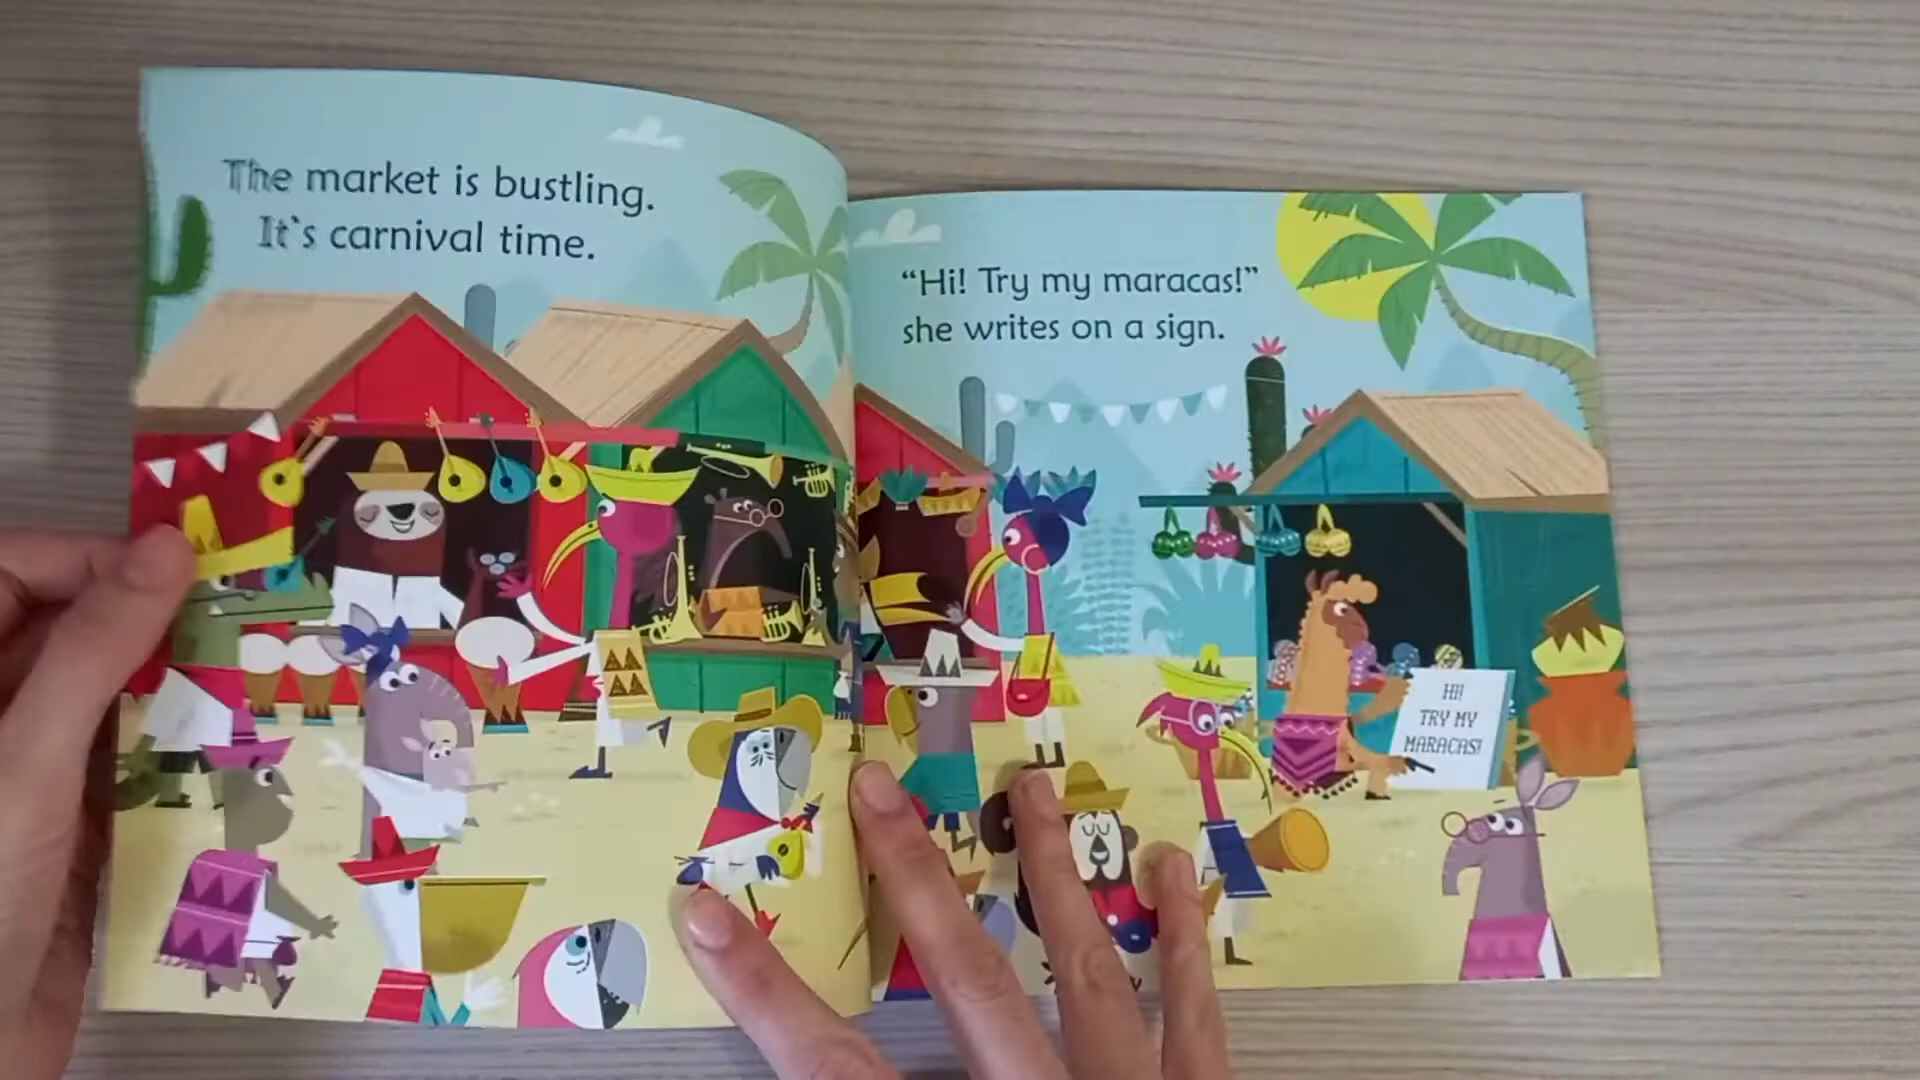 The market is bustling.
It's carnival time.
“Hi! Try my maracas!”
she writes on a sign.
HI!
TRY MY
MARACAS!